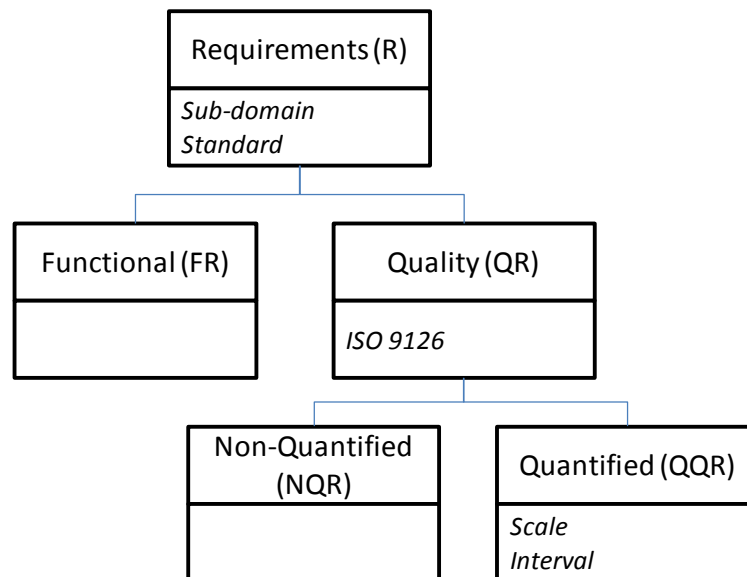 Requirements (R)
Sub-domain
Standard
Functional (FR)
Quality (QR)
ISO 9126
Non-Quantified
(NQR)
Quantified (QQR)
Scale
Interval